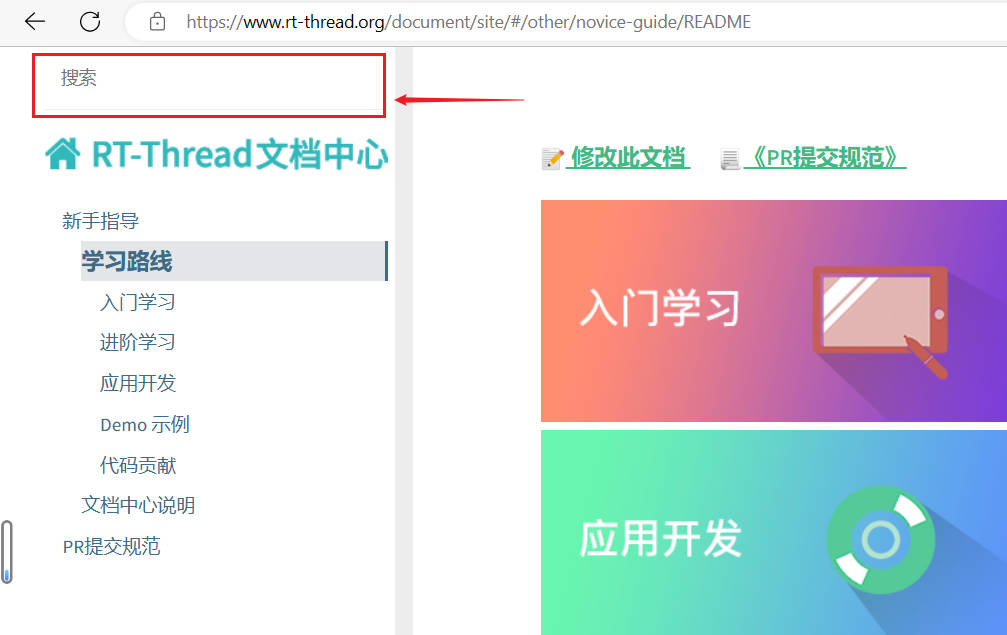 https://www.rt-thread.org/document/site/#/other/novice-guide/README
搜索
RT-Thread文档中心
新手指导
学习路线
入门学习
进阶学习
应用开发
Demo 示例
代码贡献
文档中心说明
PR提交规范
修改此文档 《PR提交规范》
入门学习
应用开发